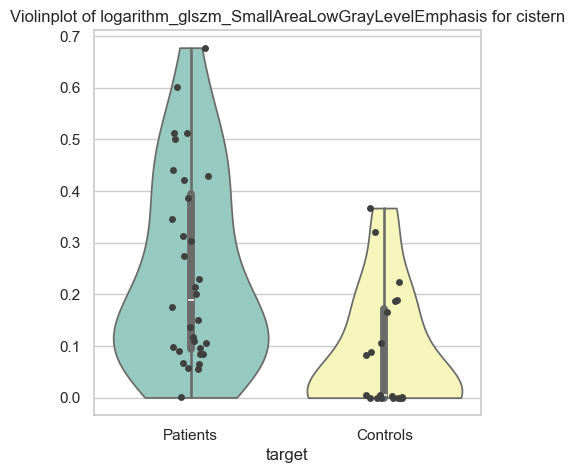 Violinplot of logarithm_glszm_SmallAreaLowGrayLevelEmphasis for cistern
0.7
0.6
0.5
0.4
0.3
0.2
0.1
0.0
Patients Controls
target